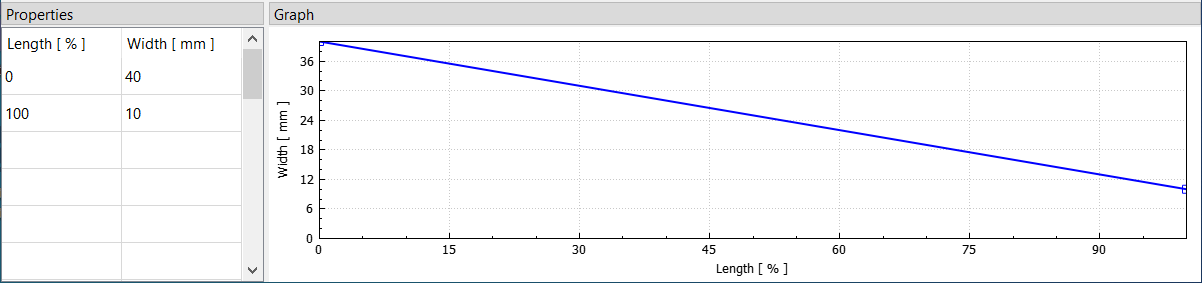 Properties
Length [ % ] Width [ mm ]
0 40
100 10
Graph
Width [ mm ]
36
30
24
18
12
6
0
0 15 30 45 60 75 90
Length [ % ]